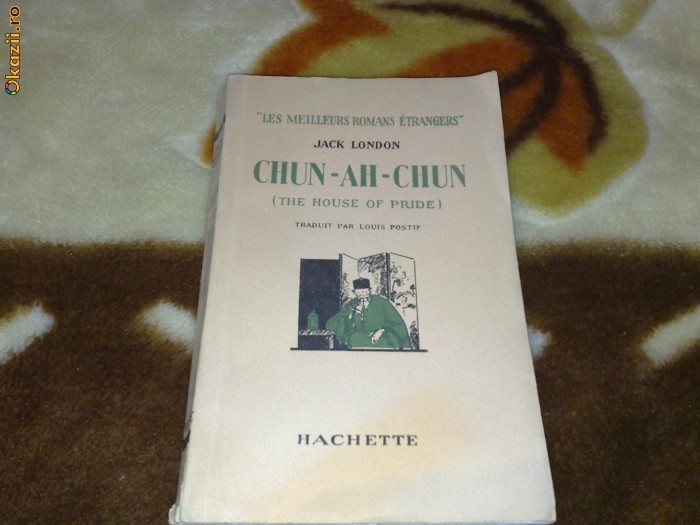 Okazii.ro
"LES MEILLEURS ROMANS ÉTRANGERS"
JACK LONDON
CHUN-AH-CHUN
(THE HOUSE OF PRIDE)
TRADUIT PAR LOUIS POSTIF
HACHETTE